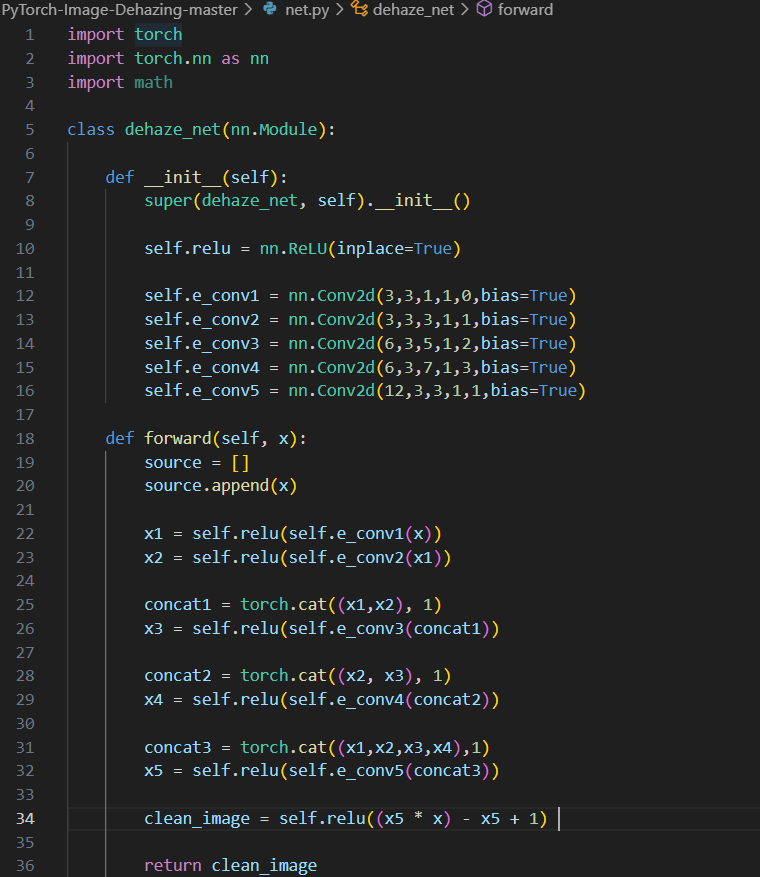 PyTorch-Image-Dehazing-master > net.py > dehaze_net > forward
1 import torch
2 import torch.nn as nn
3 import math
4
5 class dehaze_net(nn.Module):
6
7     def __init__(self):
8         super(dehaze_net, self).__init__()
9
10         self.relu = nn.ReLU(inplace=True)
11
12         self.e_conv1 = nn.Conv2d(3,3,1,1,0,bias=True)
13         self.e_conv2 = nn.Conv2d(3,3,3,1,1,bias=True)
14         self.e_conv3 = nn.Conv2d(6,3,5,1,2,bias=True)
15         self.e_conv4 = nn.Conv2d(6,3,7,1,3,bias=True)
16         self.e_conv5 = nn.Conv2d(12,3,3,1,1,bias=True)
17
18     def forward(self, x):
19         source = []
20         source.append(x)
21
22         x1 = self.relu(self.e_conv1(x))
23         x2 = self.relu(self.e_conv2(x1))
24
25         concat1 = torch.cat((x1,x2), 1)
26         x3 = self.relu(self.e_conv3(concat1))
27
28         concat2 = torch.cat((x2, x3), 1)
29         x4 = self.relu(self.e_conv4(concat2))
30
31         concat3 = torch.cat((x1,x2,x3,x4),1)
32         x5 = self.relu(self.e_conv5(concat3))
33
34         clean_image = self.relu((x5 * x) - x5 + 1)
35
36         return clean_image